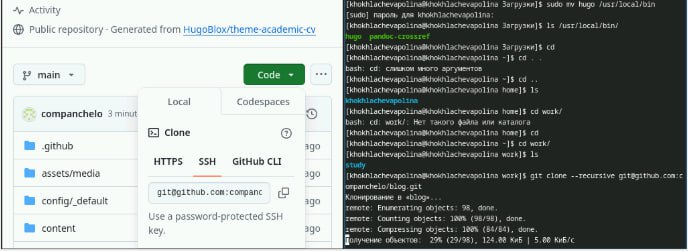 Activity
Public repository · Generated from HugoBlox/theme-academic-cv
main
Code
Local
Codespaces
companchelo 3 minut
Clone
.github
ago
HTTPS SSH GitHub CLI
assets/media
ago
git@github.com:companc
config/_default
ago
Use a password-protected SSH
key.
content
ago
[khokhlachevapolina@khokhlachevapolina Загрузки]$ sudo mv hugo /usr/local/bin
[sudo] пароль для khokhlachevapolina:
[khokhlachevapolina@khokhlachevapolina Загрузки]$ ls /usr/local/bin/
hugo pandoc-crossref
[khokhlachevapolina@khokhlachevapolina Загрузки]$ cd
[khokhlachevapolina@khokhlachevapolina ~]$ cd . .
bash: cd: слишком много аргументов
[khokhlachevapolina@khokhlachevapolina ~]$ cd ..
[khokhlachevapolina@khokhlachevapolina home]$ ls
khokhlachevapolina
[khokhlachevapolina@khokhlachevapolina home]$ cd work/
bash: cd: work/: Нет такого файла или каталога
[khokhlachevapolina@khokhlachevapolina home]$ cd
[khokhlachevapolina@khokhlachevapolina ~]$ cd work/
[khokhlachevapolina@khokhlachevapolina work]$ ls
study
[khokhlachevapolina@khokhlachevapolina work]$ git clone --recursive git@github.com:c
ompanchelo/blog.git
Клонирование в «blog»...
remote: Enumerating objects: 98, done.
remote: Counting objects: 100% (98/98), done.
remote: Compressing objects: 100% (84/84), done.
Получение объектов: 29% (29/98), 124.00 КиБ | 5.00 КиБ/с